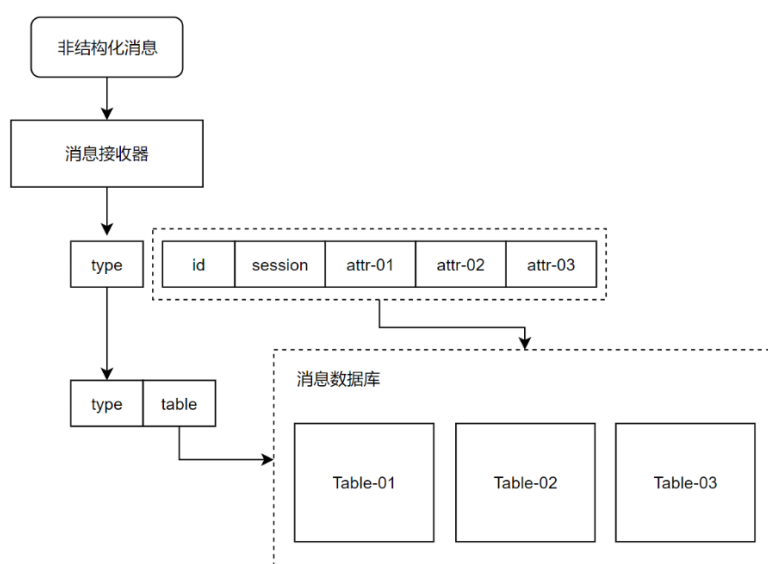 非结构化消息
消息接收器
type
id session attr-01 attr-02 attr-03
type table
消息数据库
Table-01 Table-02 Table-03